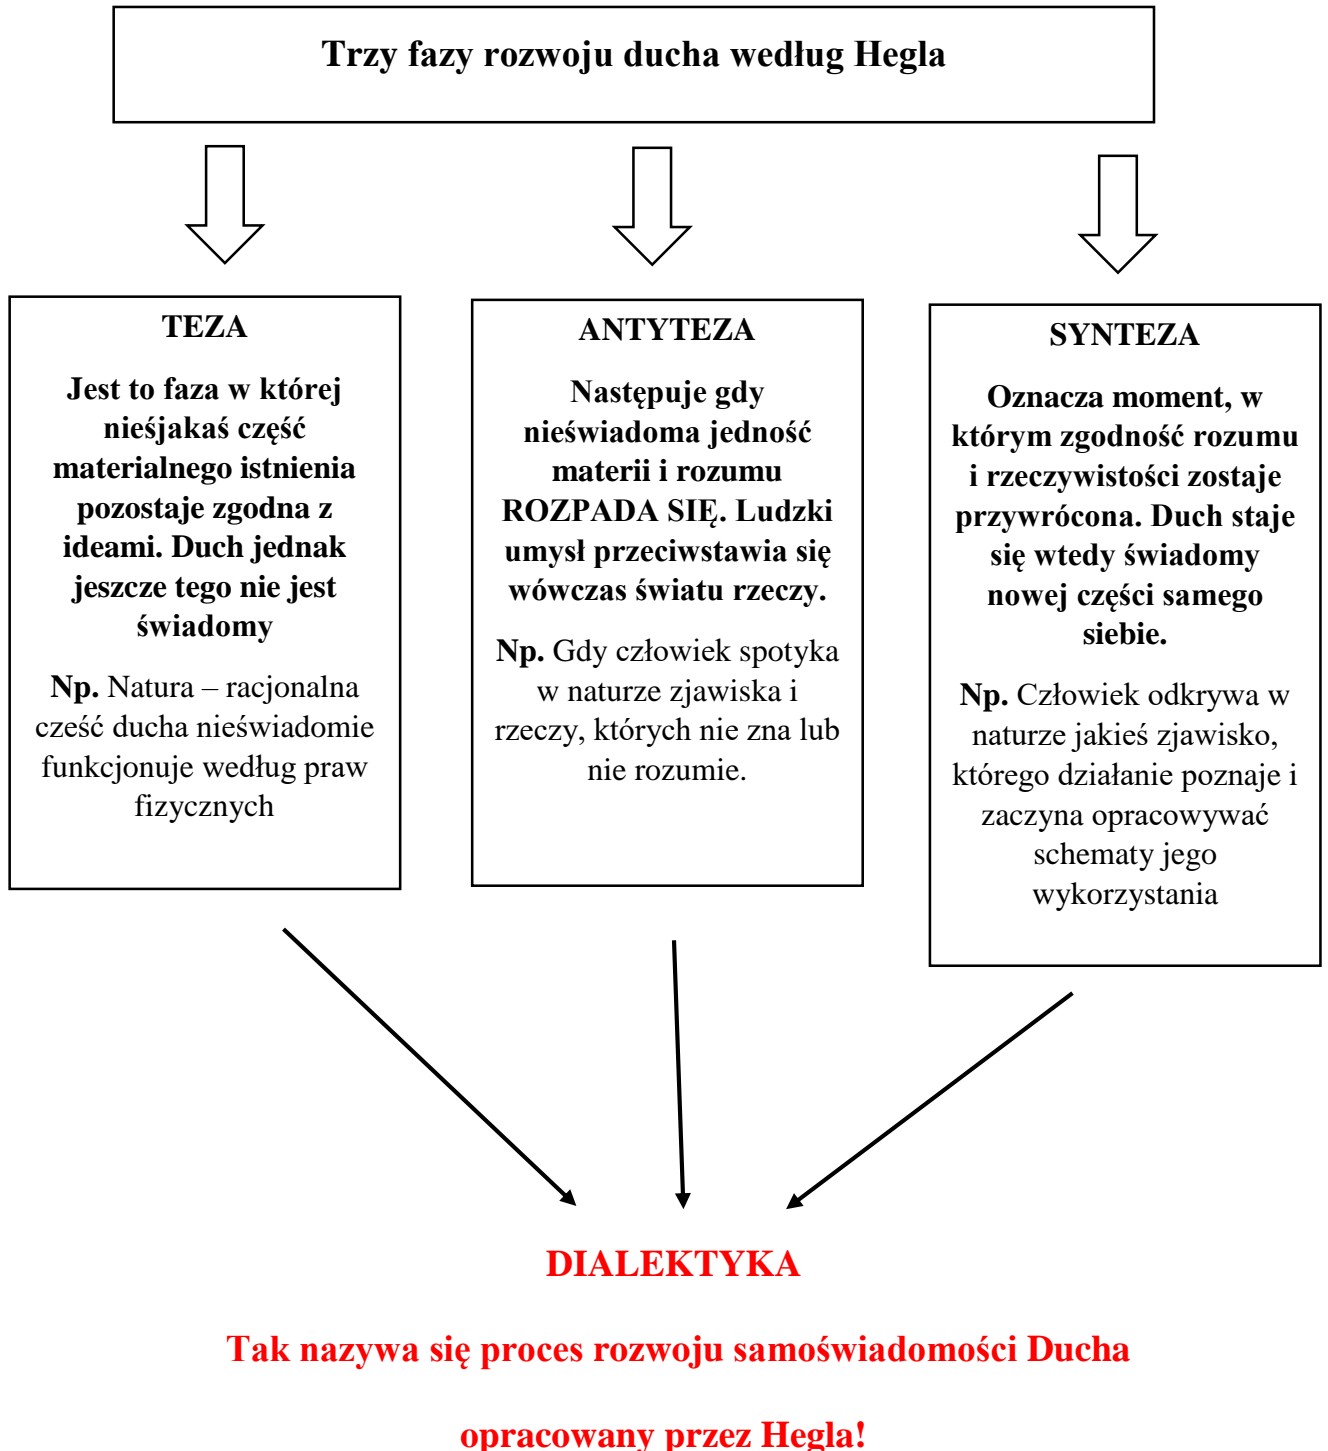 Trzy fazy rozwoju ducha według Hegla
TEZA
Jest to faza w której
nieśjakaś część
materialnego istnienia
pozostaje zgodna z
ideami. Duch jednak
jeszcze tego nie jest
świadomy
Np. Natura – racjonalna
cześć ducha nieświadomie
funkcjonuje według praw
fizycznych
ANTYTEZA
Następuje gdy
nieświadoma jedność
materii i rozumu
ROZPADA SIĘ. Ludzki
umysł przeciwstawia się
wówczas światu rzeczy.
Np. Gdy człowiek spotyka
w naturze zjawiska i
rzeczy, których nie zna lub
nie rozumie.
SYNTEZA
Oznacza moment, w
którym zgodność rozumu
i rzeczywistości zostaje
przywrócona. Duch staje
się wtedy świadomy
nowej części samego
siebie.
Np. Człowiek odkrywa w
naturze jakieś zjawisko,
którego działanie poznaje i
zaczyna opracowywać
schematy jego
wykorzystania
DIALEKTYKA
Tak nazywa się proces rozwoju samoświadomości Ducha
opracowany przez Hegla!